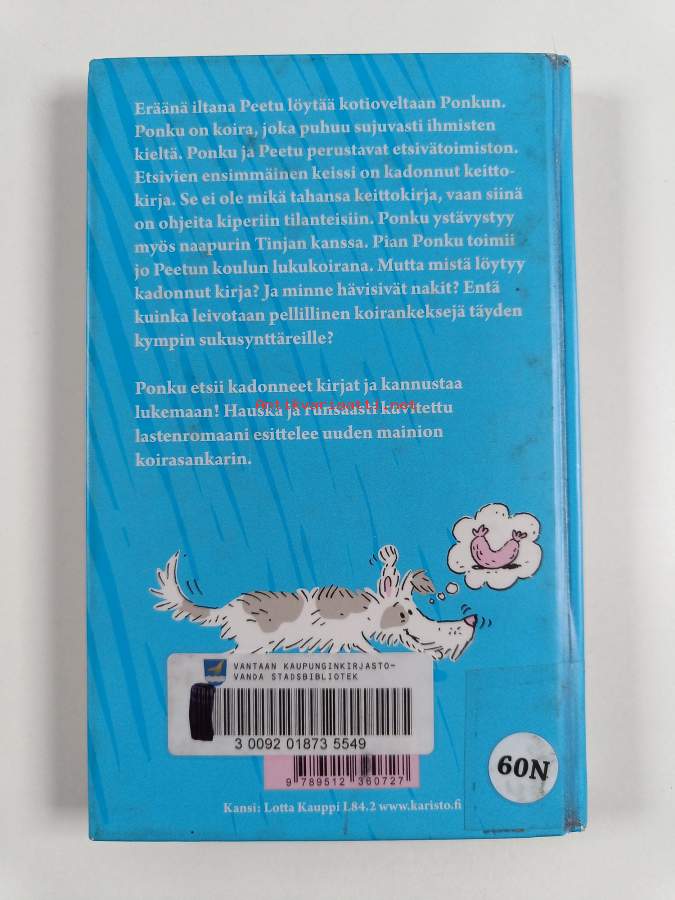 Eräänä iltana Peetu löytää kotioveltaan Ponkun.
Ponku on koira, joka puhuu sujuvasti ihmisten
kieltä. Ponku ja Peetu perustavat etsivätoimiston.
Etsivien ensimmäinen keissi on kadonnut keitto-
kirja. Se ei ole mikä tahansa keittokirja, vaan siinä
on ohjeita kiperiin tilanteisiin. Ponku ystävystyy
myös naapurin Tinjan kanssa. Pian Ponku toimii
jo Peetun koulun lukukoirana. Mutta mistä löytyy
kadonnut kirja? Ja minne hävisivät nakit? Entä
kuinka leivotaan pellillinen koirankeksejä täyden
kympin sukusynttäreille?
Ponku etsii kadonneet kirjat ja kannustaa
Antikvariaatti.net
lukemaan! Hauska ja runsaasti kuvitettu
lastenromaani esittelee uuden mainion
koirasankarin.
VANTAAN KAUPUNGINKIRJASTO-
VANDA STADSBIBLIOTEK
3 0092 01873 5549
9 789512 360727
60N
Kansi: Lotta Kauppi L84.2 www.karisto.fi